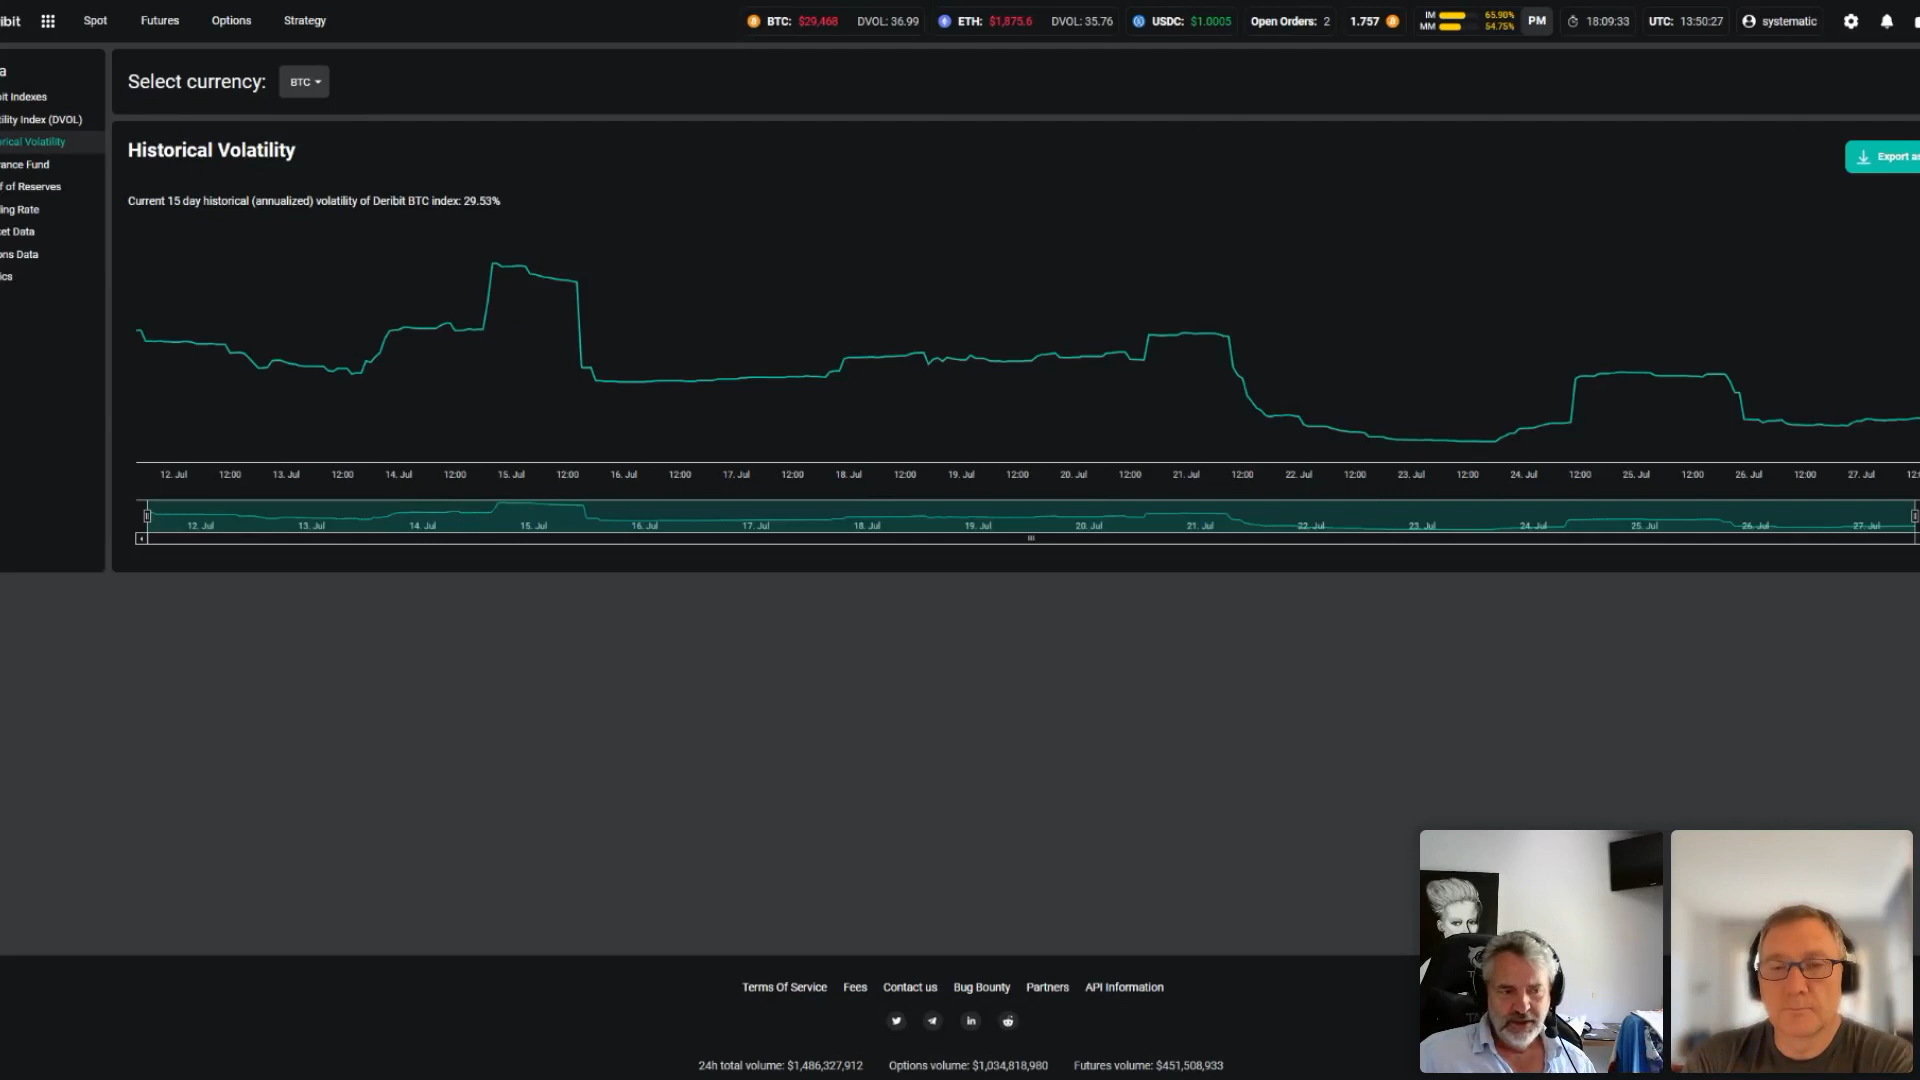 ibit Spot Futures Options Strategy BTC: $29,468 DVOL: 36.99 ETH: $1,875.6 DVOL: 35.76 USDC: $1.0005 Open Orders: 2 1.757 IM 65.90% MM 54.75% PM 18:09:33 UTC: 13:50:27 systematic
a
it Indexes
tility Index (DVOL)
orical Volatility
rance Fund
f of Reserves
ling Rate
ket Data
ons Data
ics
Select currency: BTC
Historical Volatility
Export as
Current 15 day historical (annualized) volatility of Deribit BTC index: 29.53%
12. Jul 12:00 13. Jul 12:00 14. Jul 12:00 15. Jul 12:00 16. Jul 12:00 17. Jul 12:00 18. Jul 12:00 19. Jul 12:00 20. Jul 12:00 21. Jul 12:00 22. Jul 12:00 23. Jul 12:00 24. Jul 12:00 25. Jul 12:00 26. Jul 12:00 27. Jul 12:
12. Jul 13. Jul 14. Jul 15. Jul 16. Jul 17. Jul 18. Jul 19. Jul 20. Jul 21. Jul 22. Jul 23. Jul 24. Jul 25. Jul 26. Jul 27. Jul
Terms Of Service Fees Contact us Bug Bounty Partners API Information
24h total volume: $1,486,327,912 Options volume: $1,034,818,980 Futures volume: $451,508,933